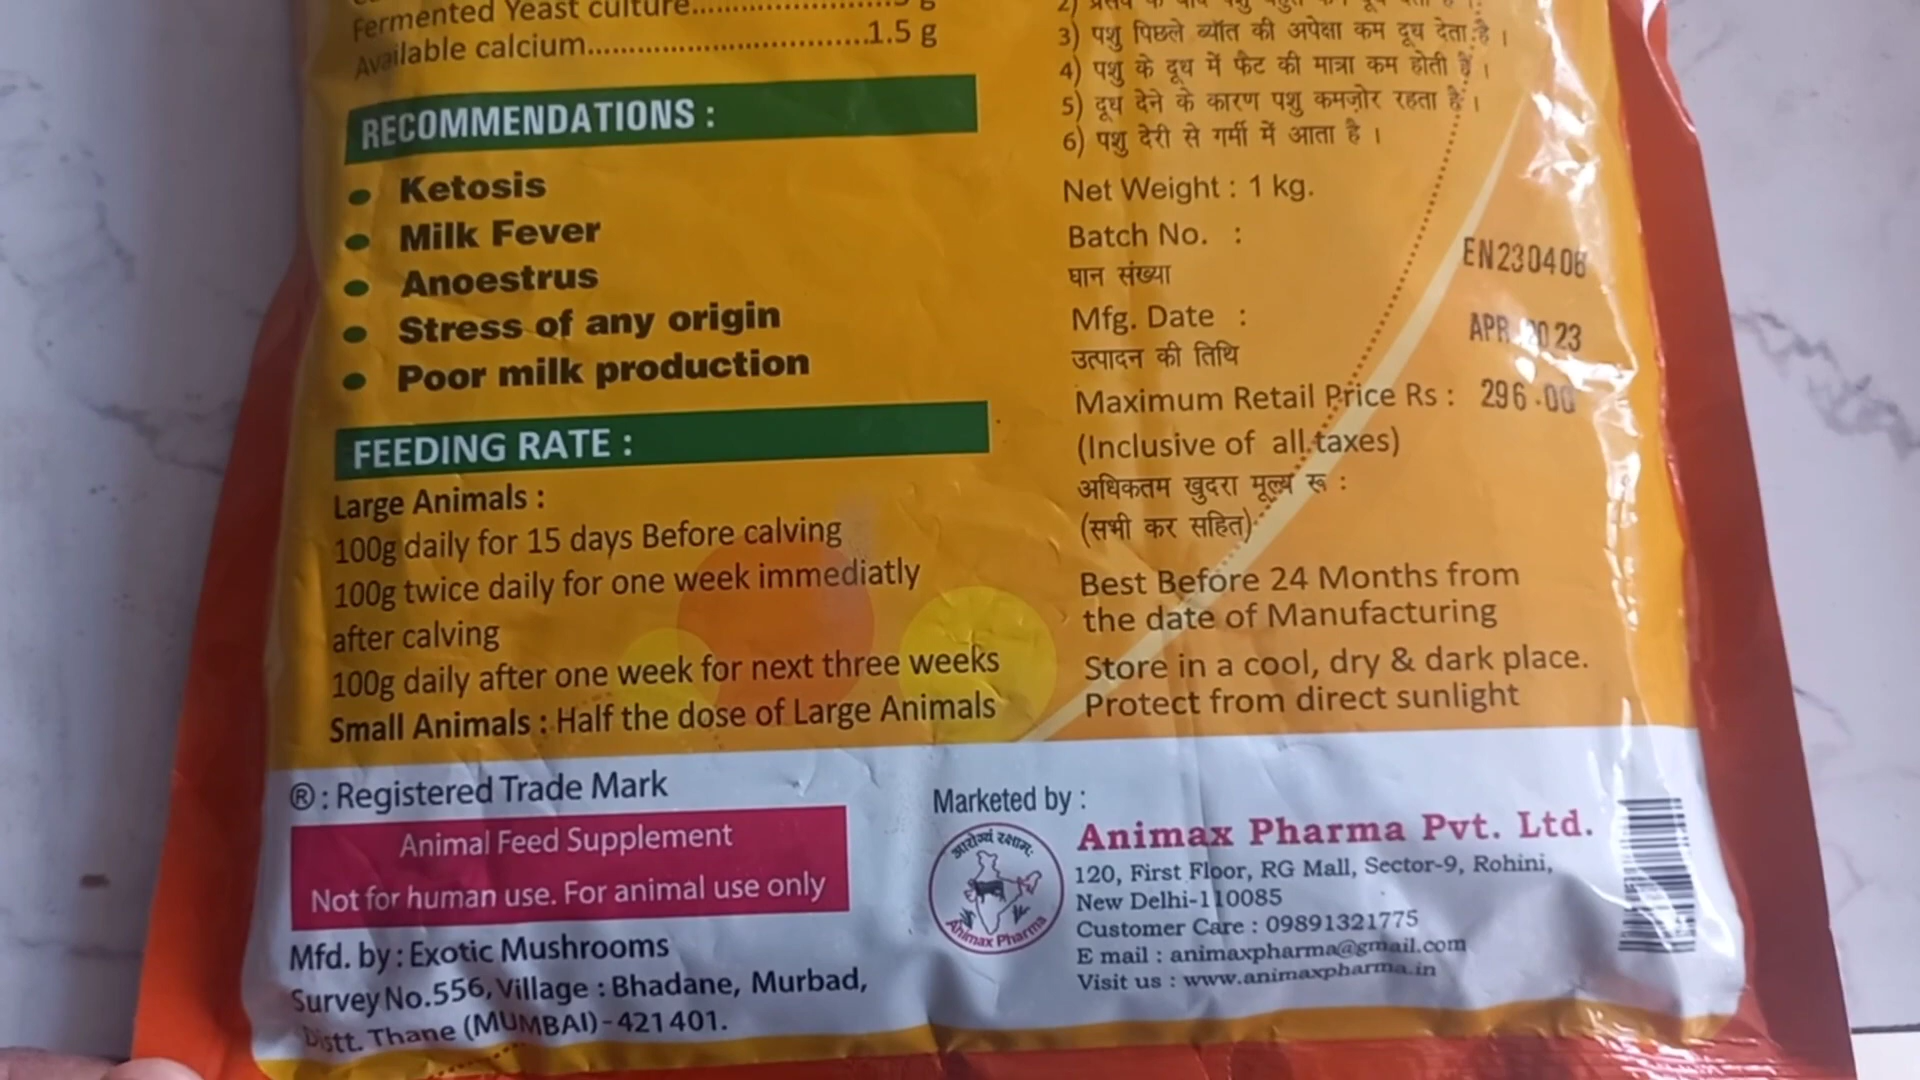 Fermented Yeast culture
Available calcium..................................1.5 g
RECOMMENDATIONS :
Ketosis
Milk Fever
Anoestrus
Stress of any origin
Poor milk production
FEEDING RATE :
Large Animals :
100g daily for 15 days Before calving
100g twice daily for one week immediatly
after calving
100g daily after one week for next three weeks
Small Animals : Half the dose of Large Animals
® : Registered Trade Mark
Animal Feed Supplement
Not for human use. For animal use only
Mfd. by : Exotic Mushrooms
Survey No.556, Village : Bhadane, Murbad,
Distt. Thane (MUMBAI)-421401.
3) पशु पिछले ब्यॉत की अपेक्षा कम दूध देता है ।
4) पशु के दूध में फैट की मात्रा कम होती है ।
5) दूध देने के कारण पशु कमज़ोर रहता है ।
6) पशु देरी से गर्मी में आता है ।
Net Weight : 1 kg.
Batch No. : EN230406
घान संख्या
Mfg. Date : APR 2023
उत्पादन की तिथि
Maximum Retail Price Rs : 296.00
(Inclusive of all taxes)
अधिकतम खुदरा मूल्य रू :
(सभी कर सहित)
Best Before 24 Months from
the date of Manufacturing
Store in a cool, dry & dark place.
Protect from direct sunlight
Marketed by :
आरोग्यं रक्षामः
Animax Pharma
Animax Pharma Pvt. Ltd.
120, First Floor, RG Mall, Sector-9, Rohini,
New Delhi-110085
Customer Care : 09891321775
E mail : animaxpharma@gmail.com
Visit us : www.animaxpharma.in